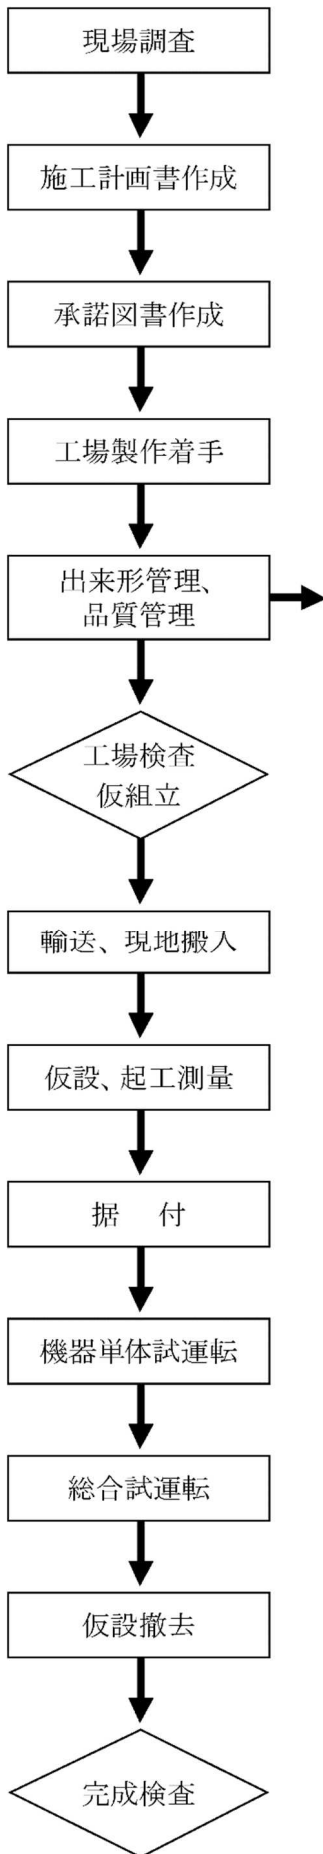 現場調査
施工計画書作成
承諾図書作成
工場製作着手
出来形管理、
品質管理
工場検査
仮組立
輸送、現地搬入
仮設、起工測量
据　付
機器単体試運転
総合試運転
仮設撤去
完成検査